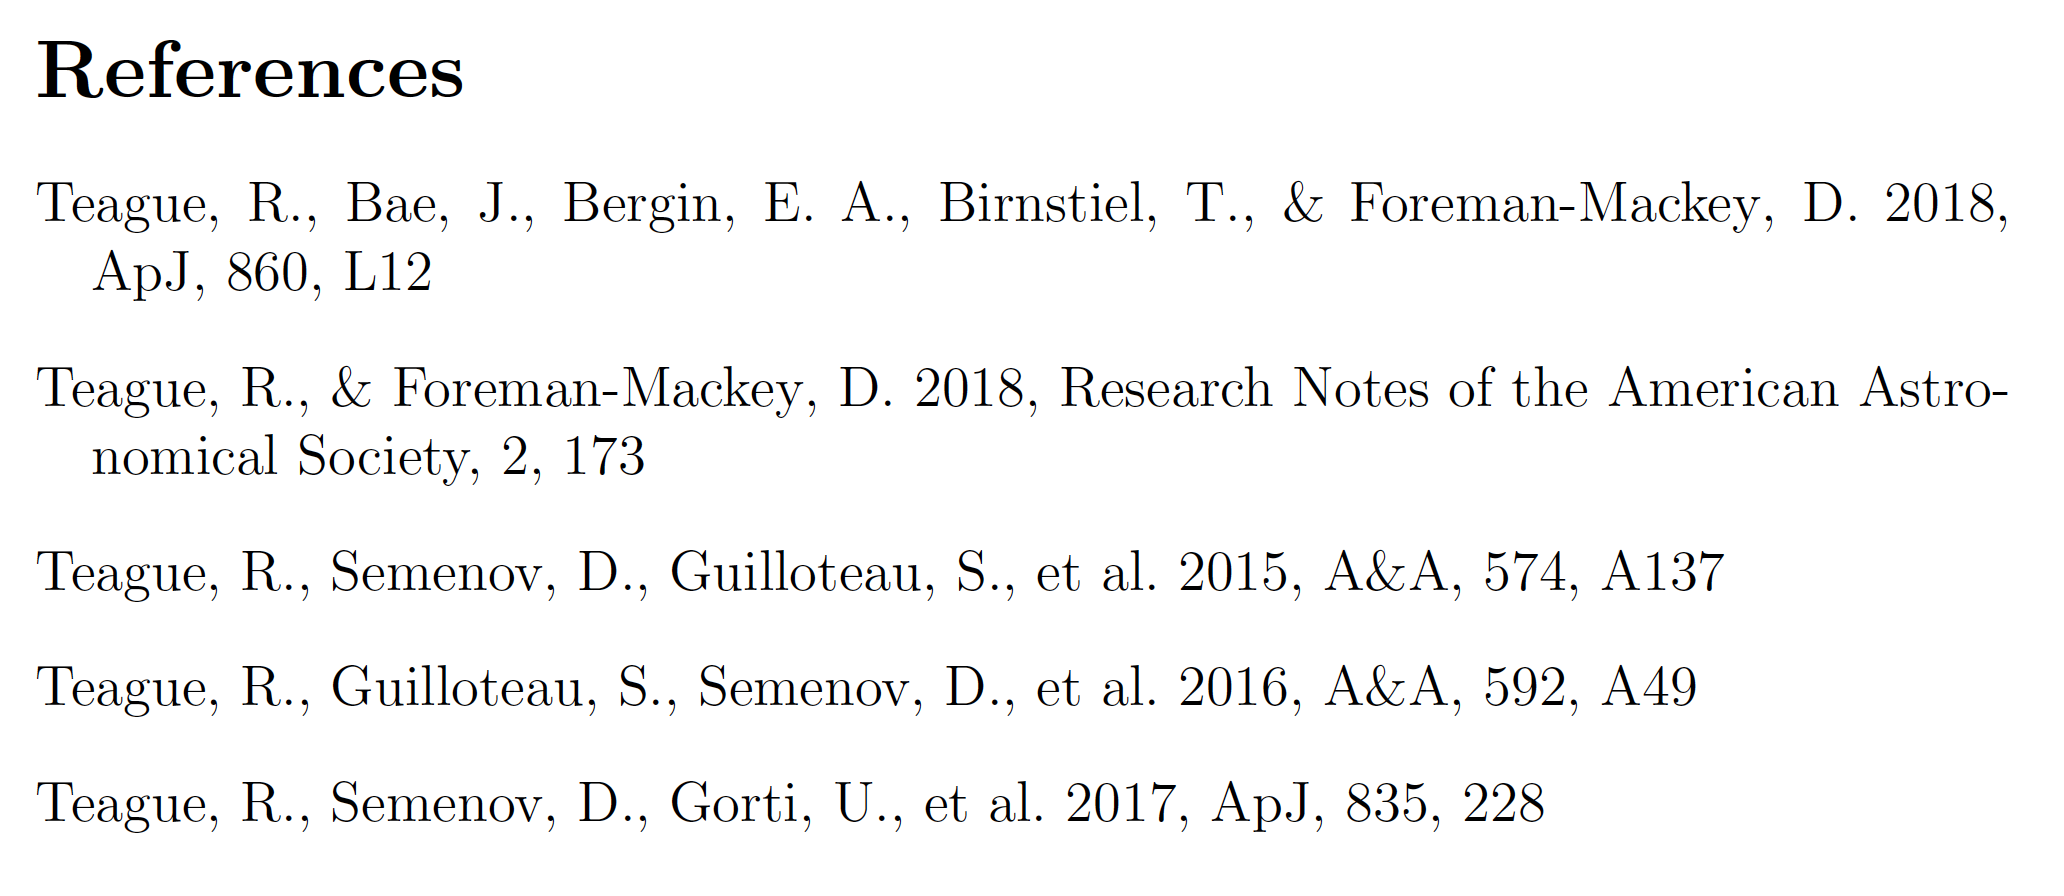 References
Teague, R., Bae, J., Bergin, E. A., Birnstiel, T., & Foreman-Mackey, D. 2018,
ApJ, 860, L12
Teague, R., & Foreman-Mackey, D. 2018, Research Notes of the American Astro-
nomical Society, 2, 173
Teague, R., Semenov, D., Guilloteau, S., et al. 2015, A&A, 574, A137
Teague, R., Guilloteau, S., Semenov, D., et al. 2016, A&A, 592, A49
Teague, R., Semenov, D., Gorti, U., et al. 2017, ApJ, 835, 228